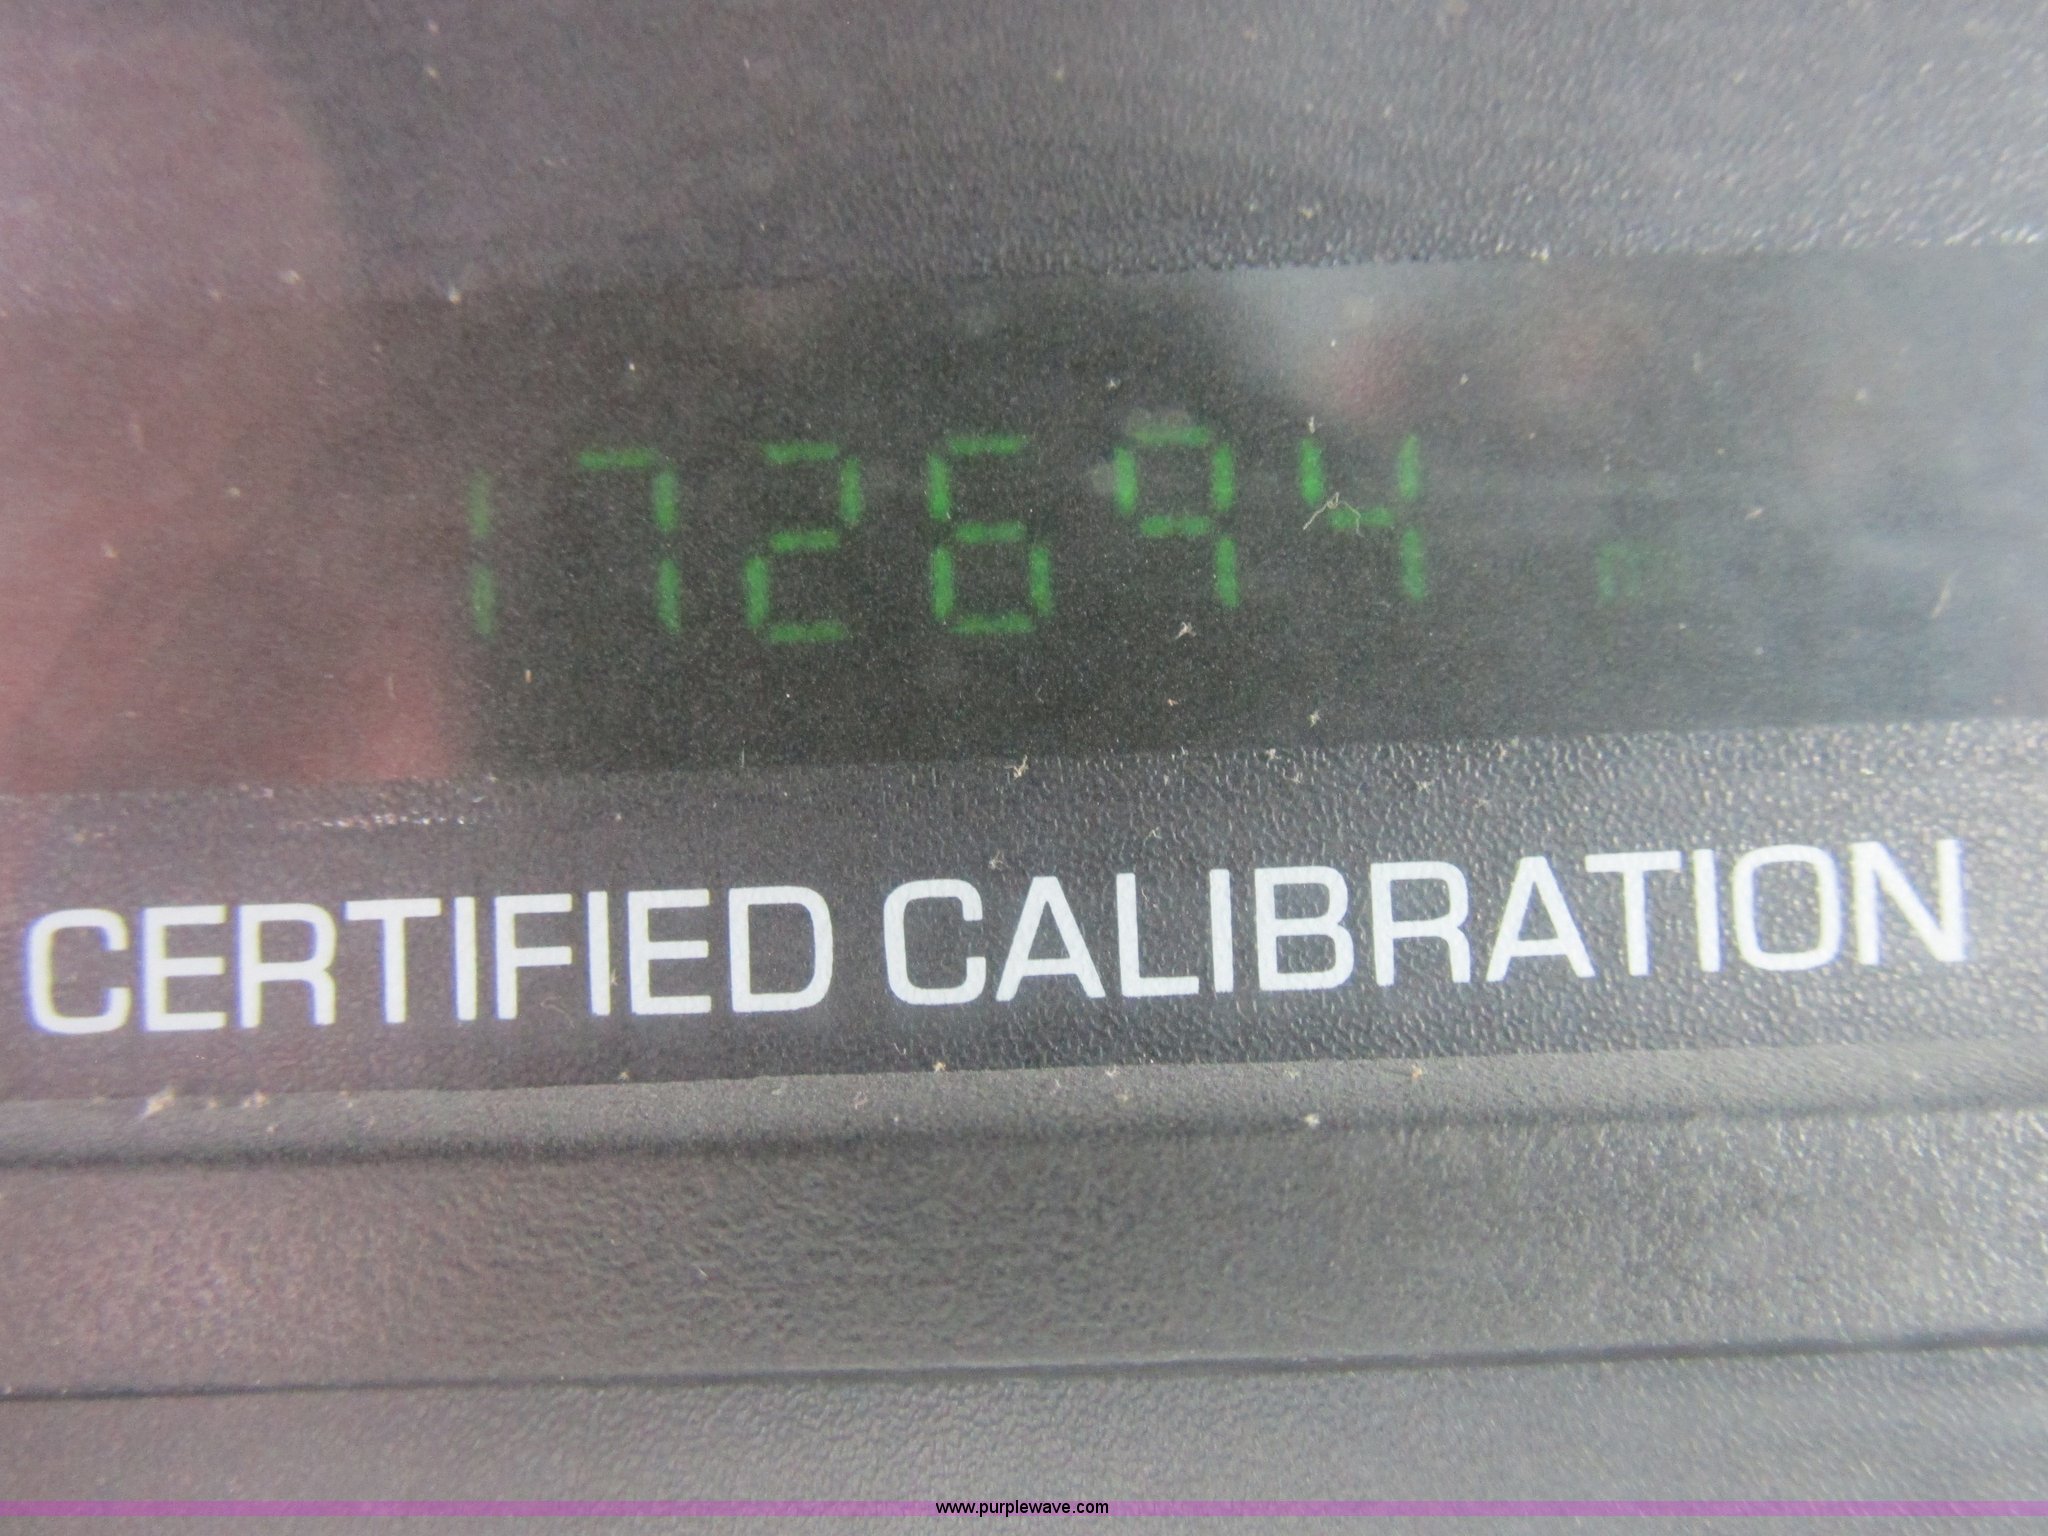 172694
CERTIFIED CALIBRATION
www.purplewave.com